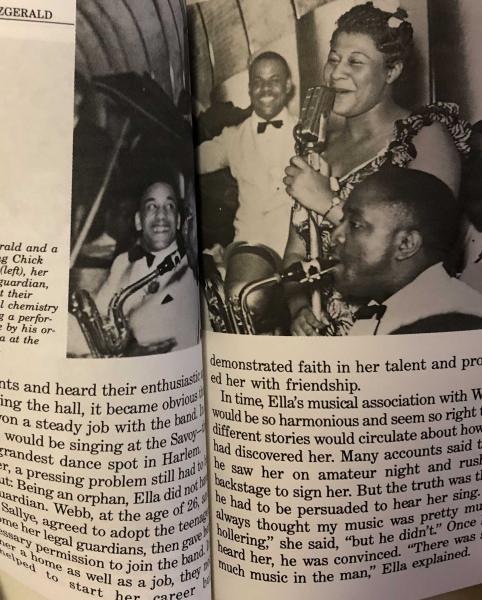 ZGERALD
rald and a
g Chick
(left), her
guardian,
t their
l chemistry
g a perfor-
e by his or-
a at the
nts and heard their enthusiastic
ing the hall, it became obvious
won a steady job with the band.
would be singing at the Savoy—
grandest dance spot in Harlem.
er, a pressing problem still had to
ut: Being an orphan, Ella did not
uardian. Webb, at the age of 26,
Sallye, agreed to adopt the teenage
ome her legal guardians, then gave
essary permission to join the band.
her a home as well as a job, they
helped to start her career
demonstrated faith in her talent and pro
ed her with friendship.
In time, Ella's musical association with W
would be so harmonious and seem so right t
different stories would circulate about how
had discovered her. Many accounts said t
he saw her on amateur night and rush
backstage to sign her. But the truth was th
he had to be persuaded to hear her sing.
always thought my music was pretty mu
hollering," she said, "but he didn't." Once
heard her, he was convinced. "There was
much music in the man," Ella explained.